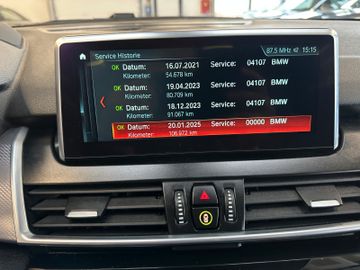 Service Historie
87.5 MHz 15:15
OK Datum: 16.07.2021 Service: 04107 BMW
Kilometer: 54.678 km
OK Datum: 19.04.2023 Service: 04107 BMW
Kilometer: 80.709 km
OK Datum: 18.12.2023 Service: 04107 BMW
Kilometer: 91.067 km
OK Datum: 20.01.2025 Service: 00000 BMW
Kilometer: 106.972 km